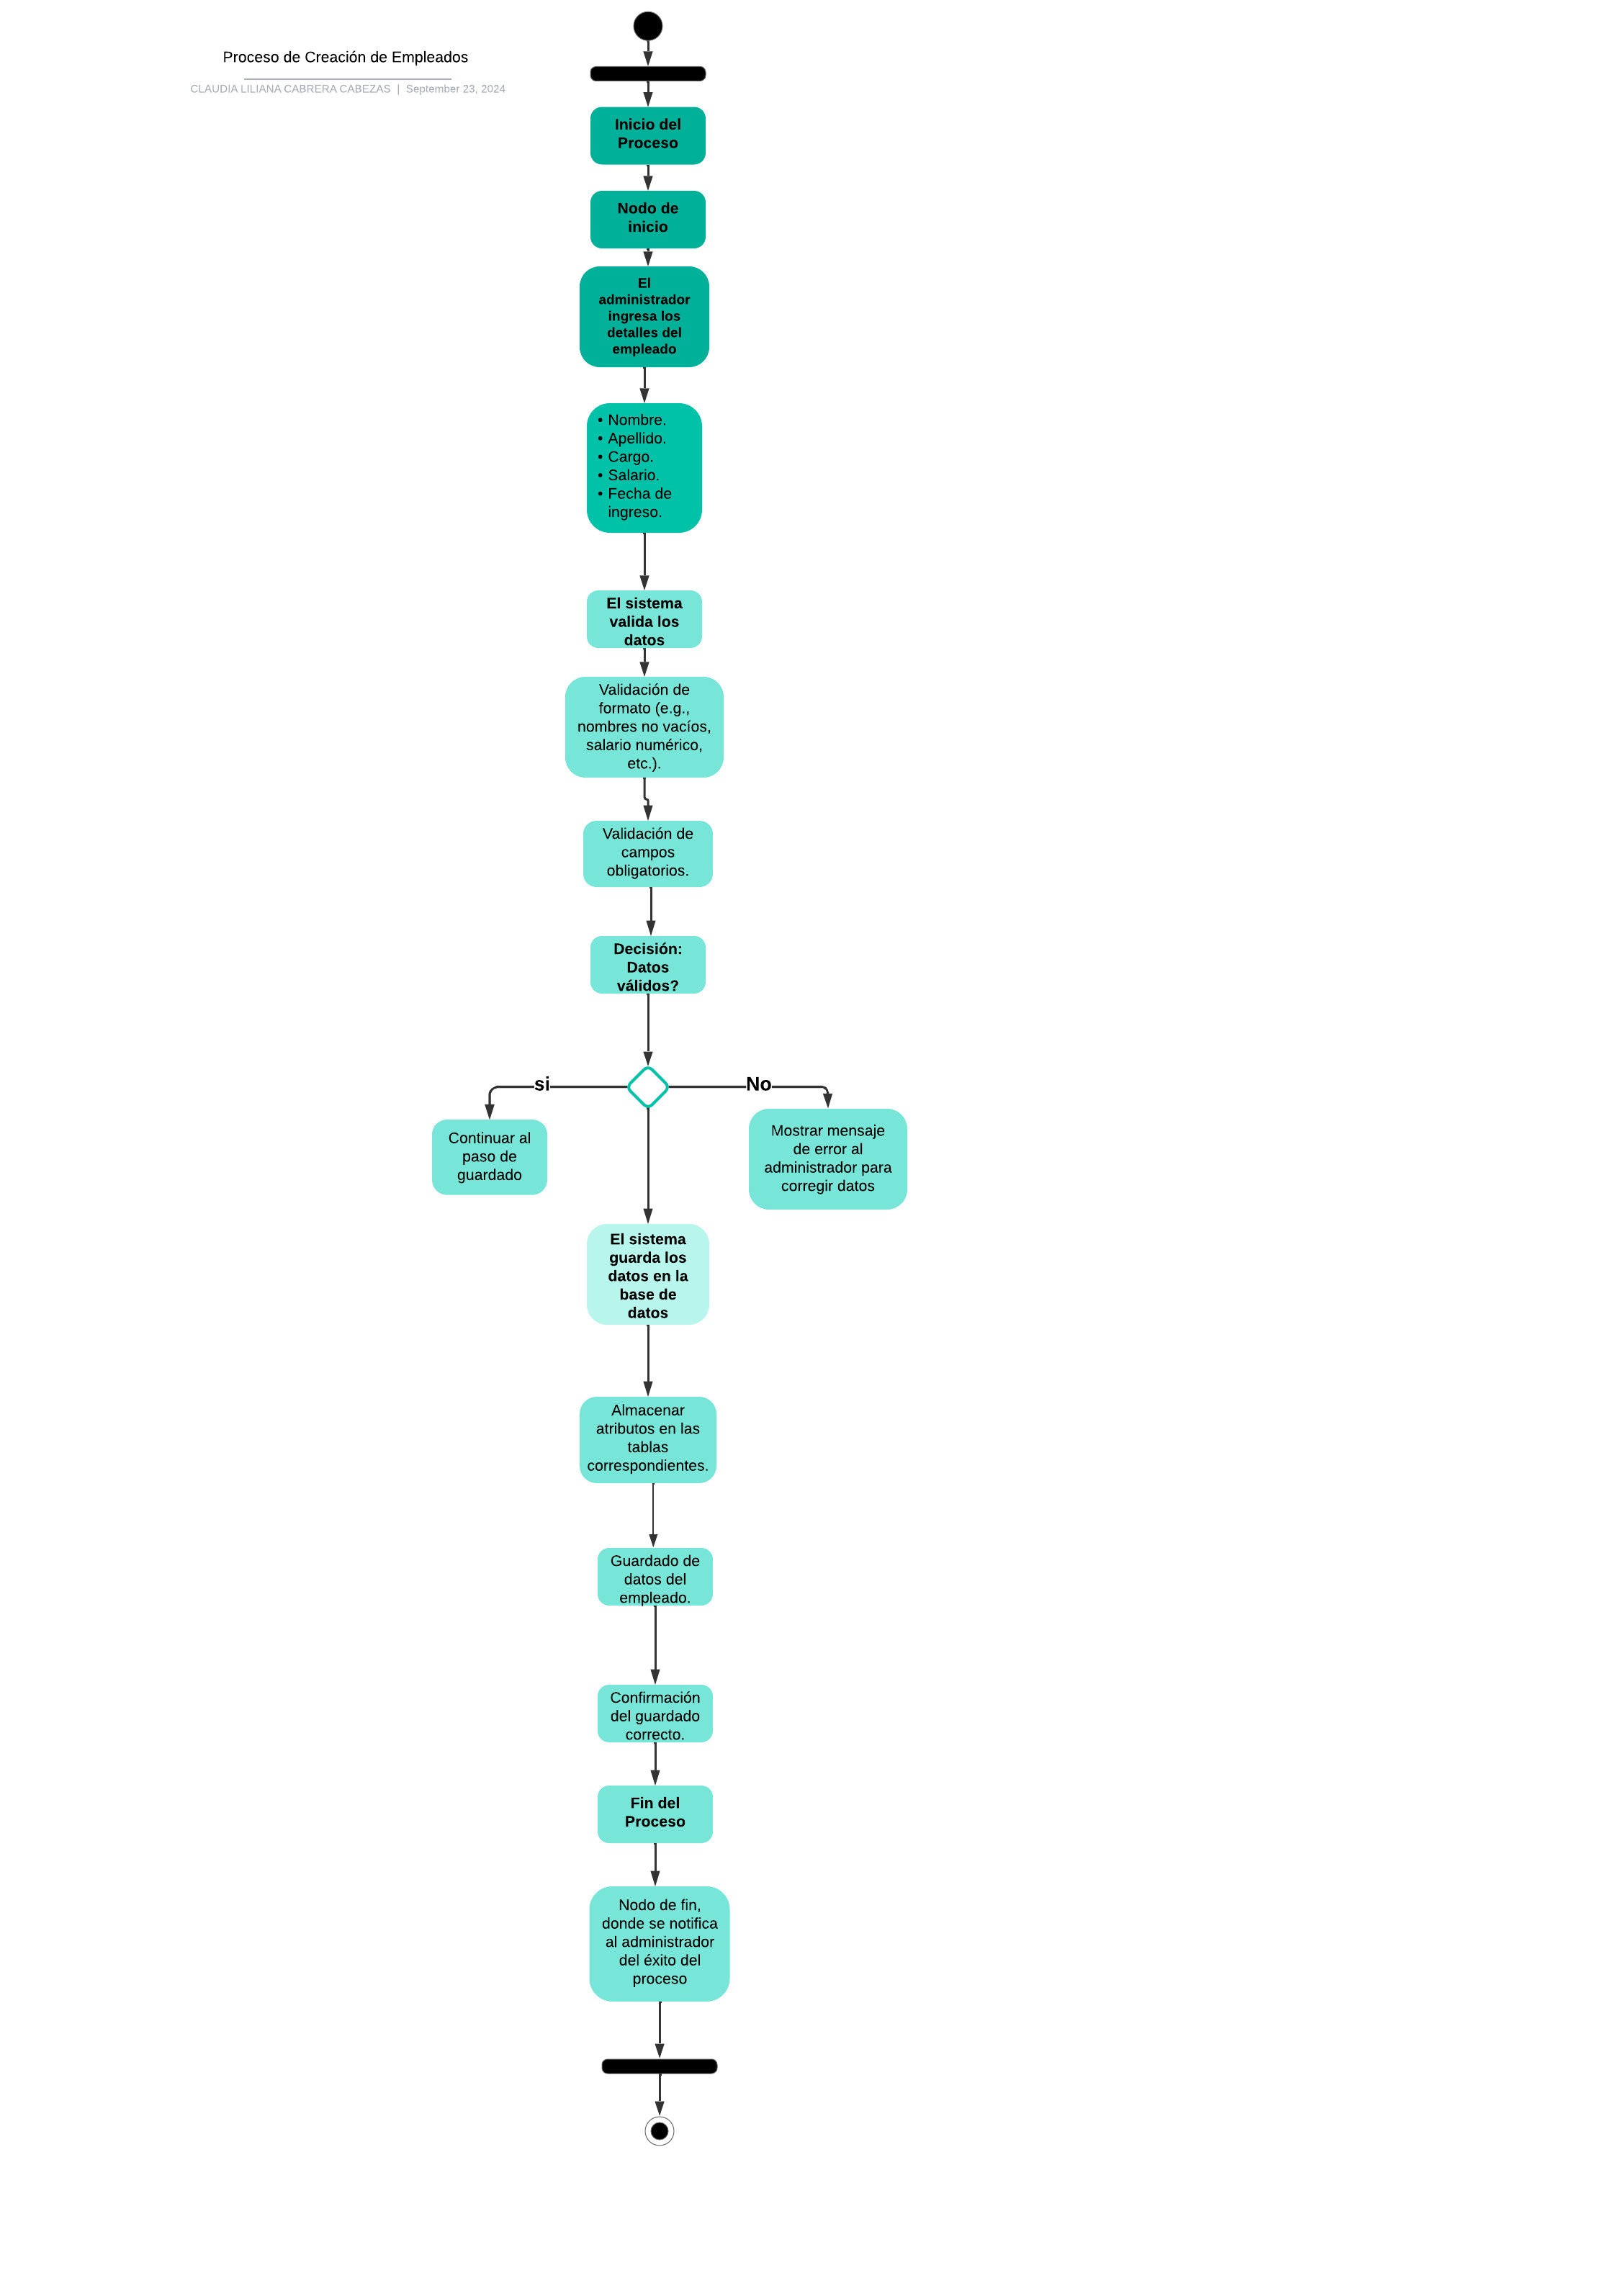 Proceso de Creación de Empleados
CLAUDIA LILIANA CABRERA CABEZAS | September 23, 2024
Inicio del
Proceso
Nodo de
inicio
El
administrador
ingresa los
detalles del
empleado
• Nombre.
• Apellido.
• Cargo.
• Salario.
• Fecha de
ingreso.
El sistema
valida los
datos
Validación de
formato (e.g.,
nombres no vacíos,
salario numérico,
etc.).
Validación de
campos
obligatorios.
Decisión:
Datos
válidos?
si
No
Continuar al
paso de
guardado
Mostrar mensaje
de error al
administrador para
corregir datos
El sistema
guarda los
datos en la
base de
datos
Almacenar
atributos en las
tablas
correspondientes.
Guardado de
datos del
empleado.
Confirmación
del guardado
correcto.
Fin del
Proceso
Nodo de fin,
donde se notifica
al administrador
del éxito del
proceso